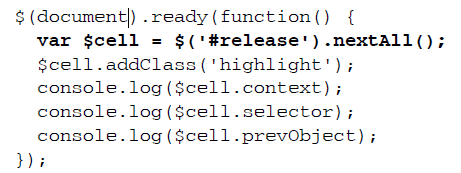 $(document).ready(function() {
  var $cell = $('#release').nextAll();
  $cell.addClass('highlight');
  console.log($cell.context);
  console.log($cell.selector);
  console.log($cell.prevObject);
});